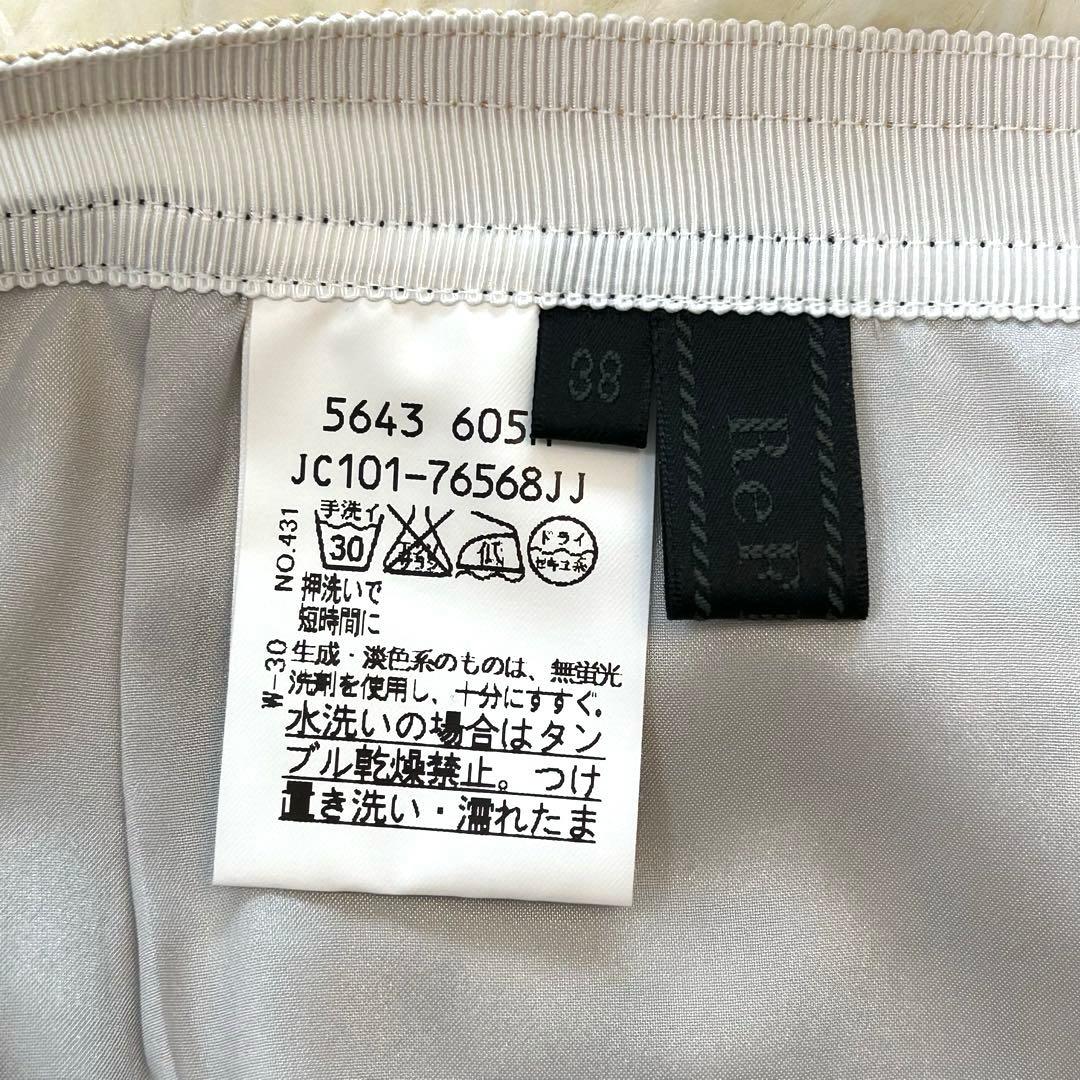 38
5643 605
JC101-76568JJ
手洗イ
30
低
ドライ
セキユ系
NO.431
押洗いで
短時間に
W-30
生成・淡色系のものは、無蛍光
洗剤を使用し、十分にすすぐ。
水洗いの場合はタン
ブル乾燥禁止。つけ
置き洗い・濡れたま